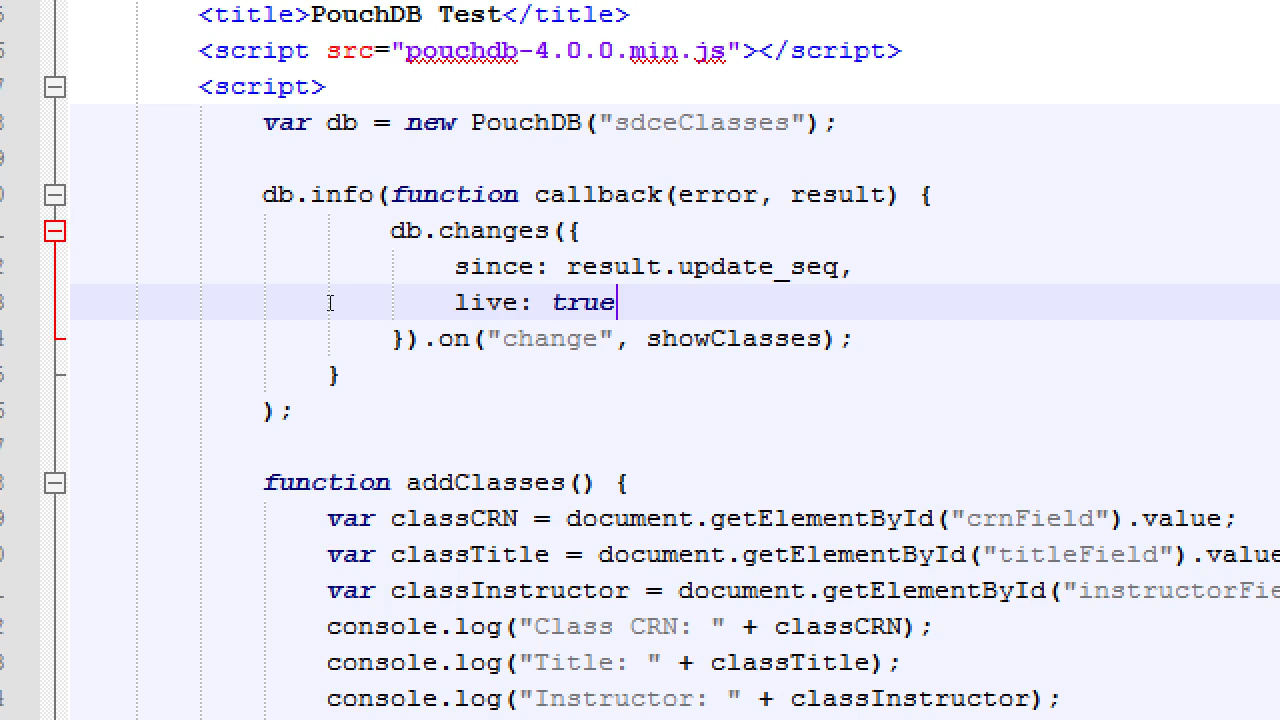 <title>PouchDB Test</title>
<script src="pouchdb-4.0.0.min.js"></script>
<script>
var db = new PouchDB("sdceClasses");
db.info(function callback(error, result) {
db.changes({
since: result.update_seq,
live: true
}).on("change", showClasses);
}
);
function addClasses() {
var classCRN = document.getElementById("crnField").value;
var classTitle = document.getElementById("titleField").value
var classInstructor = document.getElementById("instructorFie
console.log("Class CRN: " + classCRN);
console.log("Title: " + classTitle);
console.log("Instructor: " + classInstructor);